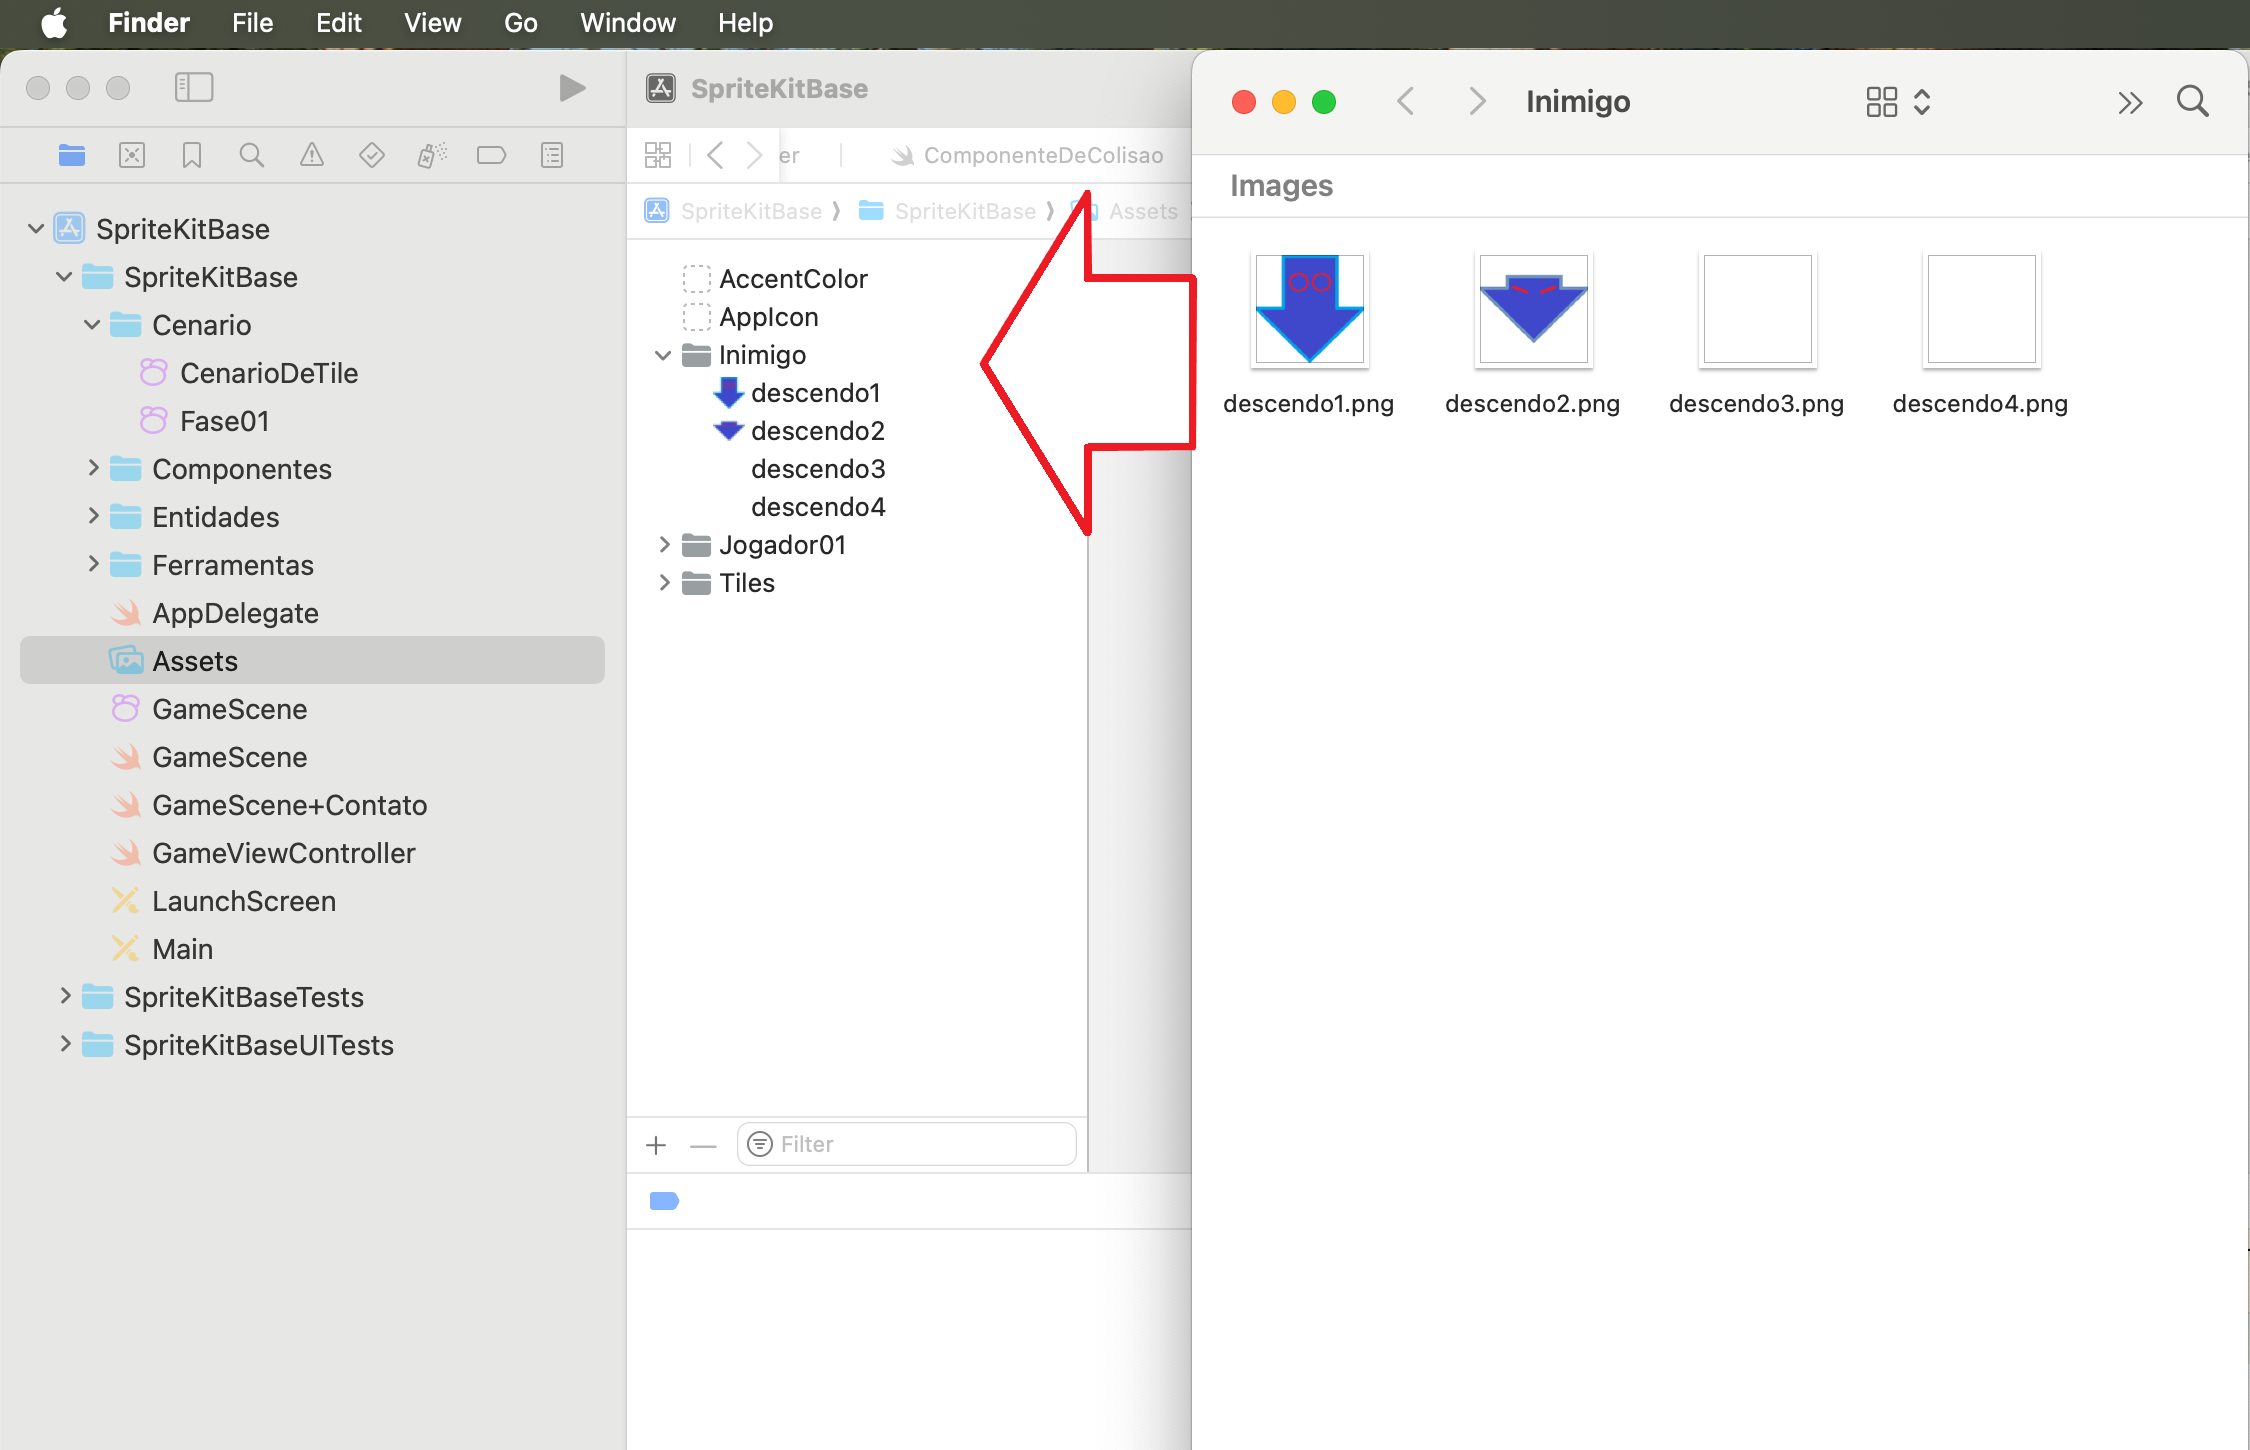 Finder File Edit View Go Window Help
SpriteKitBase
er ComponenteDeColisao
SpriteKitBase SpriteKitBase Assets
SpriteKitBase
SpriteKitBase
Cenario
CenarioDeTile
Fase01
Componentes
Entidades
Ferramentas
AppDelegate
Assets
GameScene
GameScene
GameScene+Contato
GameViewController
LaunchScreen
Main
SpriteKitBaseTests
SpriteKitBaseUITests
AccentColor
AppIcon
Inimigo
descendo1
descendo2
descendo3
descendo4
Jogador01
Tiles
Filter
Inimigo
Images
descendo1.png descendo2.png descendo3.png descendo4.png